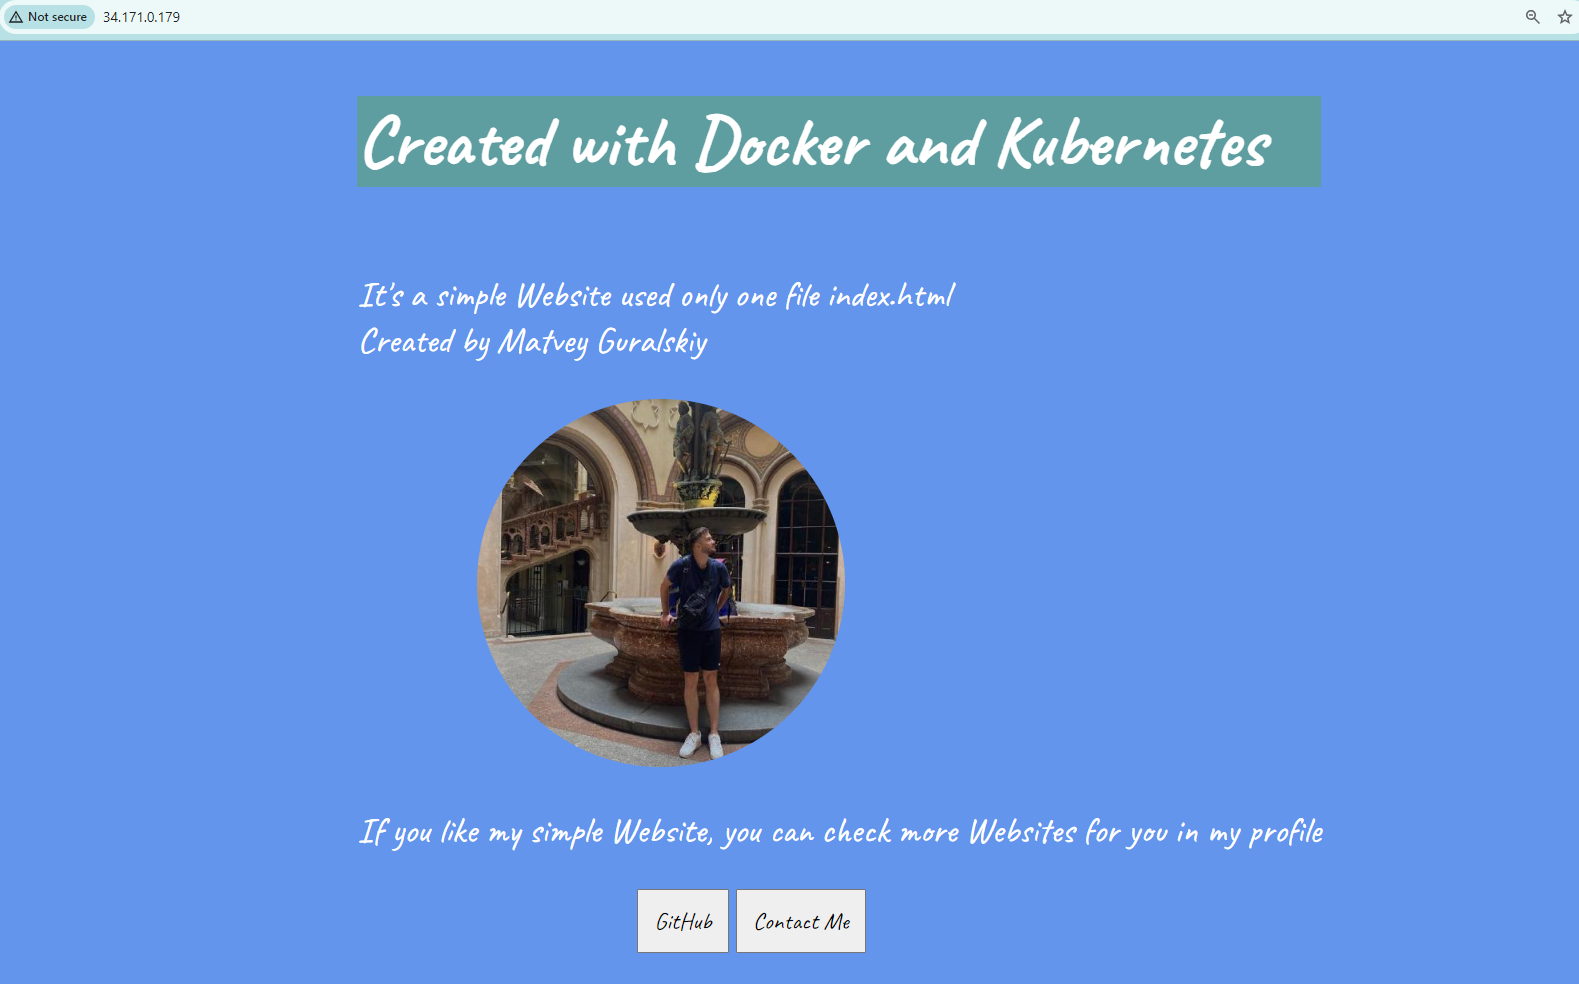 Not secure 34.171.0.179
Created with Docker and Kubernetes
It's a simple Website used only one file index.html
Created by Matvey Guralskiy
If you like my simple Website, you can check more Websites for you in my profile
GitHub Contact Me